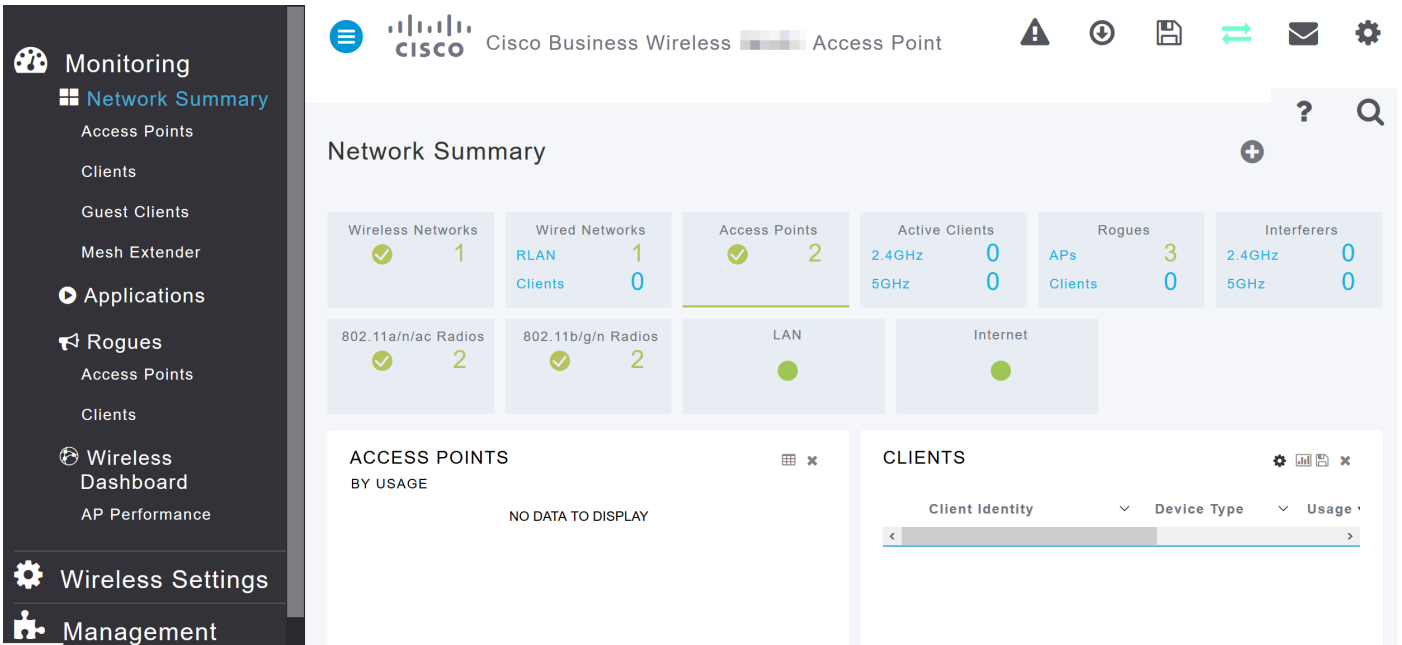 Monitoring
Network Summary
Access Points
Clients
Guest Clients
Mesh Extender
Applications
Rogues
Access Points
Clients
Wireless
Dashboard
AP Performance
Wireless Settings
Management
CISCO
Cisco Business Wireless Access Point
?
Network Summary
Wireless Networks
1
Wired Networks
RLAN 1
Clients 0
Access Points
2
Active Clients
2.4GHz 0
5GHz 0
Rogues
APs 3
Clients 0
Interferers
2.4GHz 0
5GHz 0
802.11a/n/ac Radios
2
802.11b/g/n Radios
2
LAN
Internet
ACCESS POINTS
BY USAGE
NO DATA TO DISPLAY
CLIENTS
Client Identity Device Type Usage